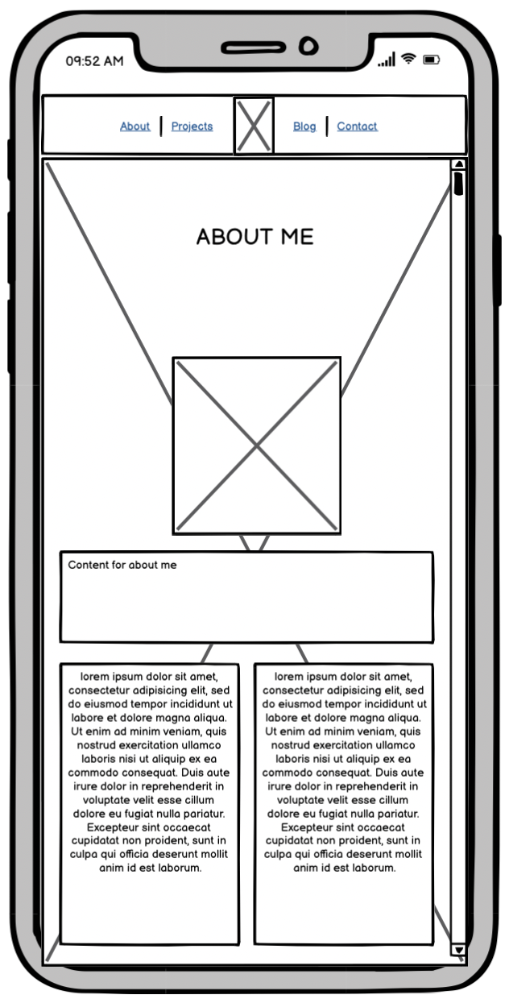 09:52 AM
About | Projects
Blog | Contact
ABOUT ME
Content for about me
lorem ipsum dolor sit amet,
consectetur adipisicing elit, sed
do eiusmod tempor incididunt ut
labore et dolore magna aliqua.
Ut enim ad minim veniam, quis
nostrud exercitation ullamco
laboris nisi ut aliquip ex ea
commodo consequat. Duis aute
irure dolor in reprehenderit in
voluptate velit esse cillum
dolore eu fugiat nulla pariatur.
Excepteur sint occaecat
cupidatat non proident, sunt in
culpa qui officia deserunt mollit
anim id est laborum.
lorem ipsum dolor sit amet,
consectetur adipisicing elit, sed
do eiusmod tempor incididunt ut
labore et dolore magna aliqua.
Ut enim ad minim veniam, quis
nostrud exercitation ullamco
laboris nisi ut aliquip ex ea
commodo consequat. Duis aute
irure dolor in reprehenderit in
voluptate velit esse cillum
dolore eu fugiat nulla pariatur.
Excepteur sint occaecat
cupidatat non proident, sunt in
culpa qui officia deserunt mollit
anim id est laborum.